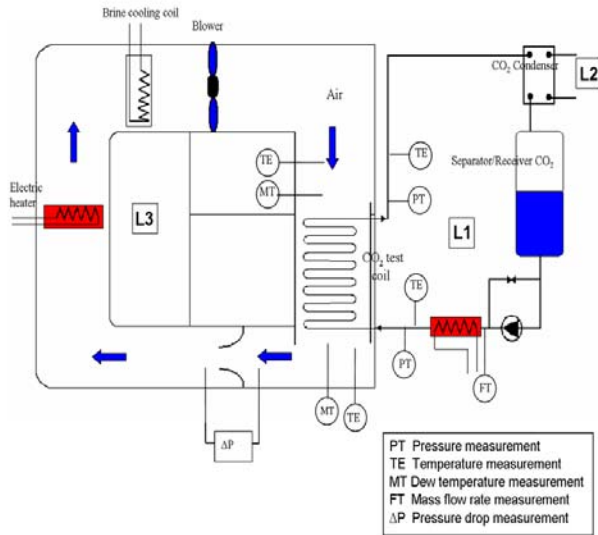 Brine cooling coil
Blower
CO₂ Condenser
L2
Air
TE
TE
MT
Separator/Receiver CO₂
PT
Electric
heater
L3
L1
CO₂ test
coil
TE
PT
FT
MT
TE
ΔP
PT Pressure measurement
TE Temperature measurement
MT Dew temperature measurement
FT Mass flow rate measurement
ΔP Pressure drop measurement